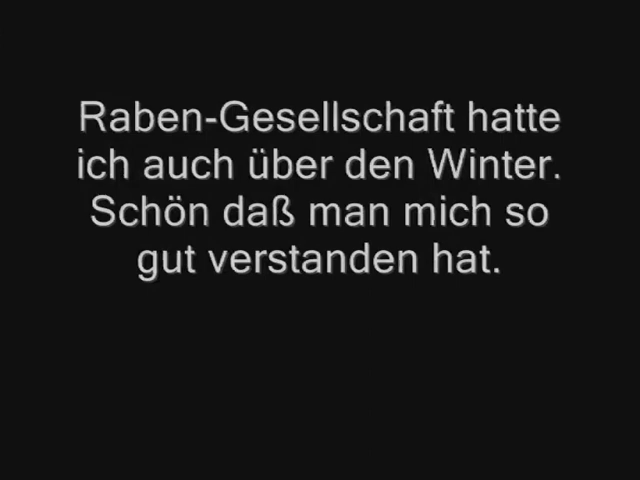 Raben-Gesellschaft hatte
ich auch über den Winter.
Schön daß man mich so
gut verstanden hat.